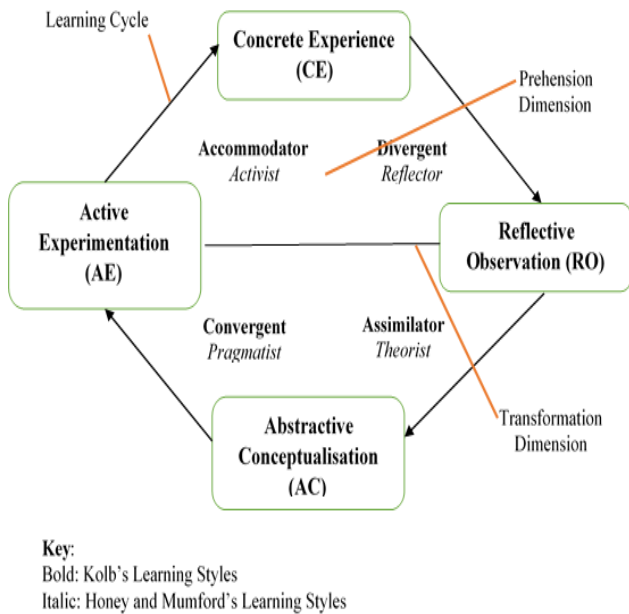 Learning Cycle
Concrete Experience
(CE)
Prehension
Dimension
Accommodator
Activist
Divergent
Reflector
Active
Experimentation
(AE)
Reflective
Observation (RO)
Convergent
Pragmatist
Assimilator
Theorist
Abstractive
Conceptualisation
(AC)
Transformation
Dimension
Key:
Bold: Kolb's Learning Styles
Italic: Honey and Mumford's Learning Styles